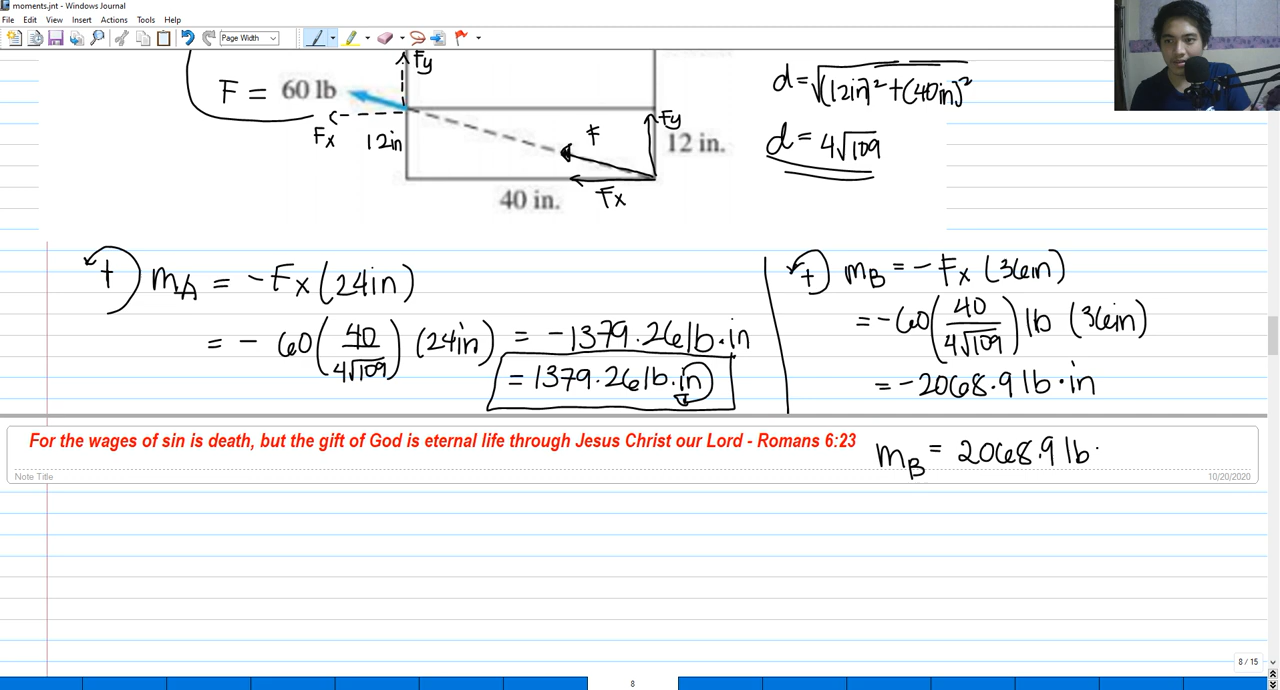 moments.jnt - Windows Journal
File Edit View Insert Actions Tools Help
Page Width
Fy
F = 60 lb
Fx
12in
F
Fy
12 in.
40 in.
Fx
d = √(12in)² + (40in)²
d = 4√109
+ mA = - Fx (24in)
= - 60 (40/4√109) (24in) = - 1379.26 lb·in
= 1379.26 lb·in
+ mB = - Fx (36in)
= - 60 (40/4√109) lb (36in)
= - 2068.9 lb·in
For the wages of sin is death, but the gift of God is eternal life through Jesus Christ our Lord - Romans 6:23
mB = 2068.9 lb·
Note Title
10/20/2020
8 / 15
8